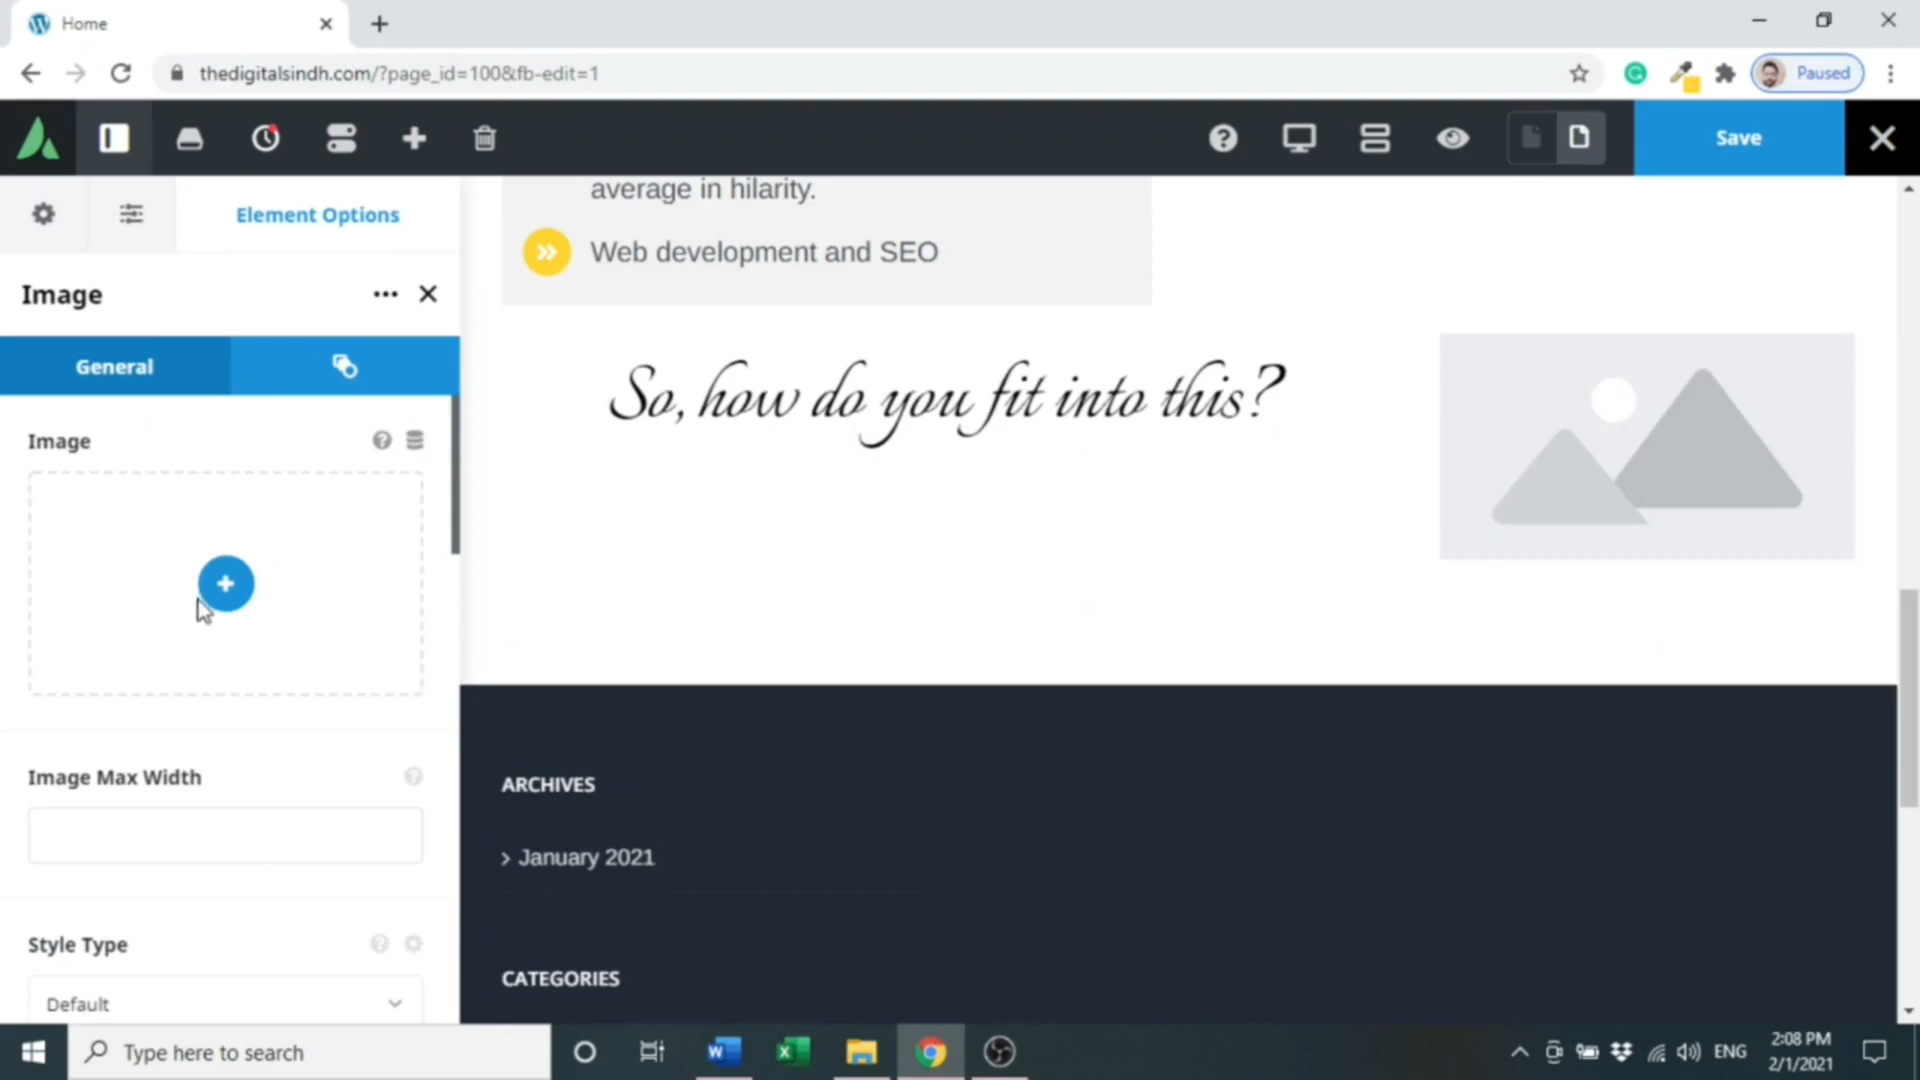 Home
thedigitalsindh.com/?page_id=100&fb-edit=1
Paused
Save
Element Options
Image
General
Image
Image Max Width
Style Type
Default
average in hilarity.
Web development and SEO
So, how do you fit into this?
ARCHIVES
January 2021
CATEGORIES
Type here to search
ENG
2:08 PM
2/1/2021